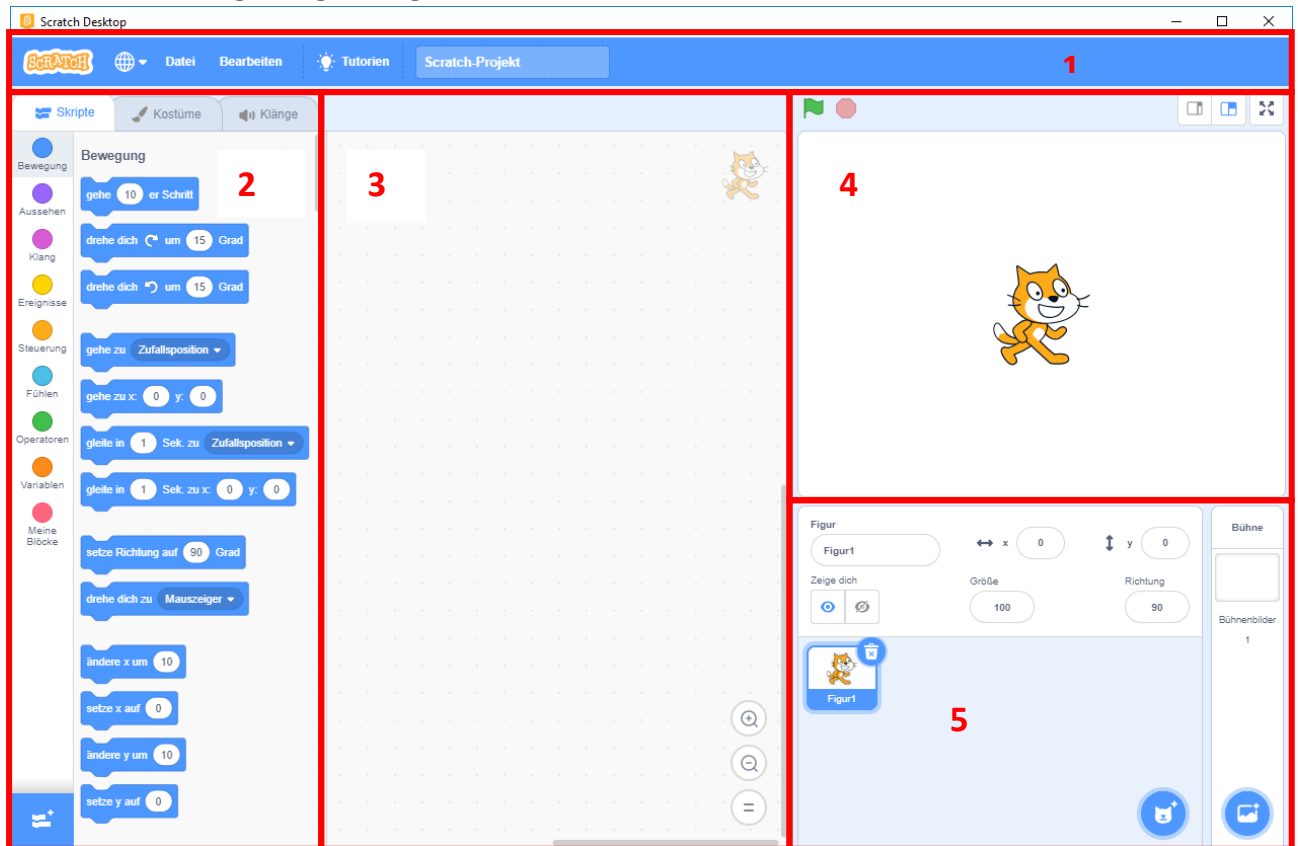 Scratch Desktop
SCRATCH Datei Bearbeiten Tutorien Scratch-Projekt 1
Skripte Kostüme Klänge
Bewegung
Aussehen
Klang
Ereignisse
Steuerung
Fühlen
Operatoren
Variablen
Meine
Blöcke
Bewegung
2
gehe 10 er Schritt
drehe dich um 15 Grad
drehe dich um 15 Grad
gehe zu Zufallsposition
gehe zu x: 0 y: 0
gleite in 1 Sek. zu Zufallsposition
gleite in 1 Sek. zu x: 0 y: 0
setze Richtung auf 90 Grad
drehe dich zu Mauszeiger
ändere x um 10
setze x auf 0
ändere y um 10
setze y auf 0
3
4
Figur
Figur1
x 0 y 0
Zeige dich Größe Richtung
100 90
Figur1
5
Bühne
Bühnenbilder
1